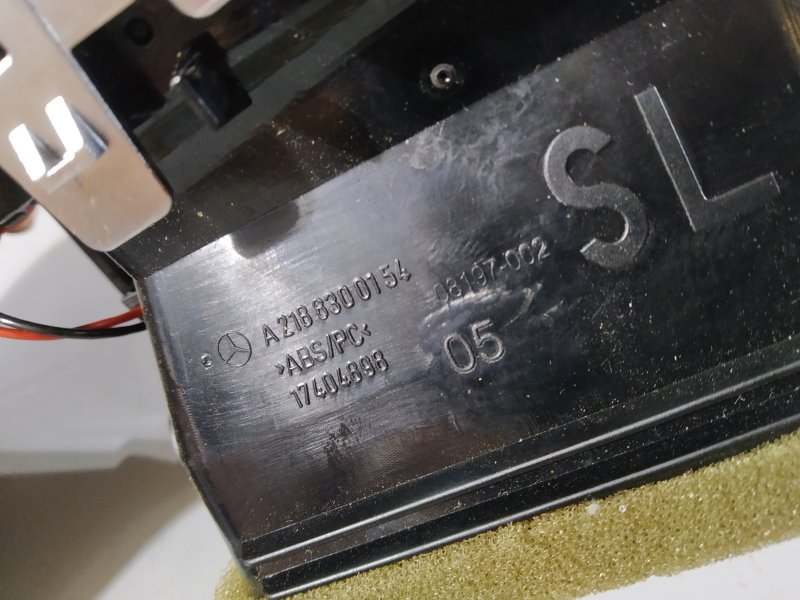 A 218 830 01 54
>ABS/PC<
17404898
08197-002
05
SL